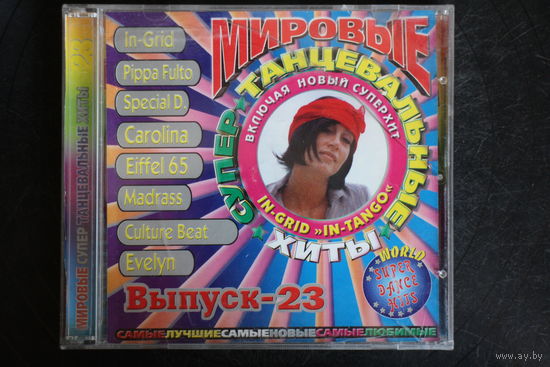 МИРОВЫЕ СУПЕР ТАНЦЕВАЛЬНЫЕ ХИТЫ 23
In-Grid
Pippa Fulto
Special D.
Carolina
Eiffel 65
Madrass
Culture Beat
Evelyn
МИРОВЫЕ
СУПЕР ТАНЦЕВАЛЬНЫЕ
ХИТЫ
ВКЛЮЧАЯ НОВЫЙ СУПЕРХИТ
IN-GRID »IN-TANGO«
WORLD
SUPER
DANCE
HITS
Выпуск-23
САМЫЕЛУЧШИЕСАМЫЕНОВЫЕСАМЫЕЛЮБИМЫЕ
www.ay.by